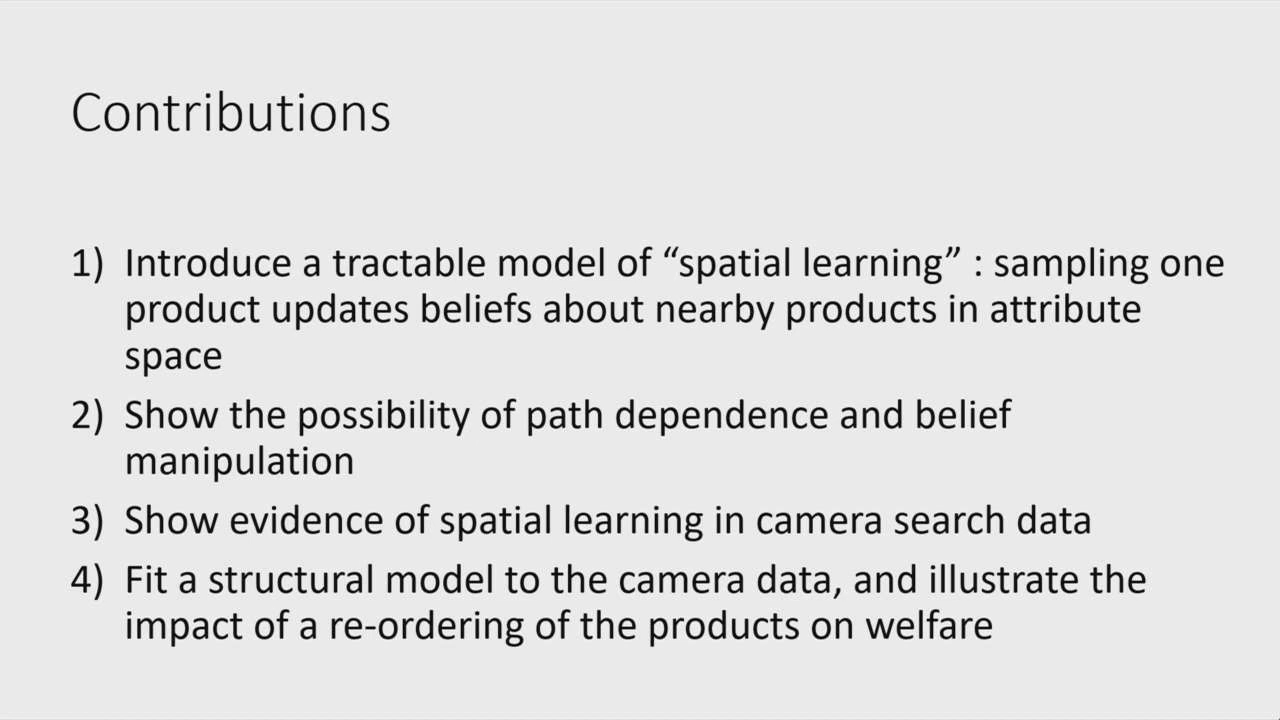 Contributions
1) Introduce a tractable model of “spatial learning” : sampling one
product updates beliefs about nearby products in attribute
space
2) Show the possibility of path dependence and belief
manipulation
3) Show evidence of spatial learning in camera search data
4) Fit a structural model to the camera data, and illustrate the
impact of a re-ordering of the products on welfare